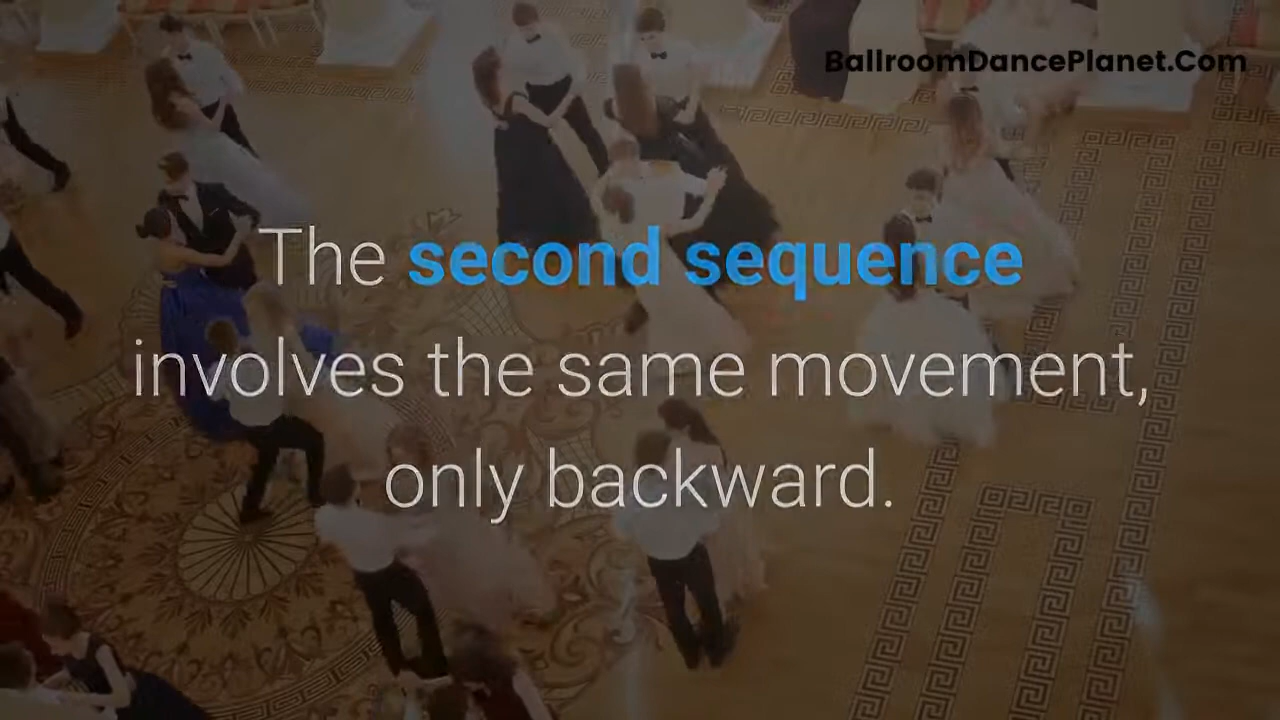 BallroomDancePlanet.Com
The second sequence
involves the same movement,
only backward.